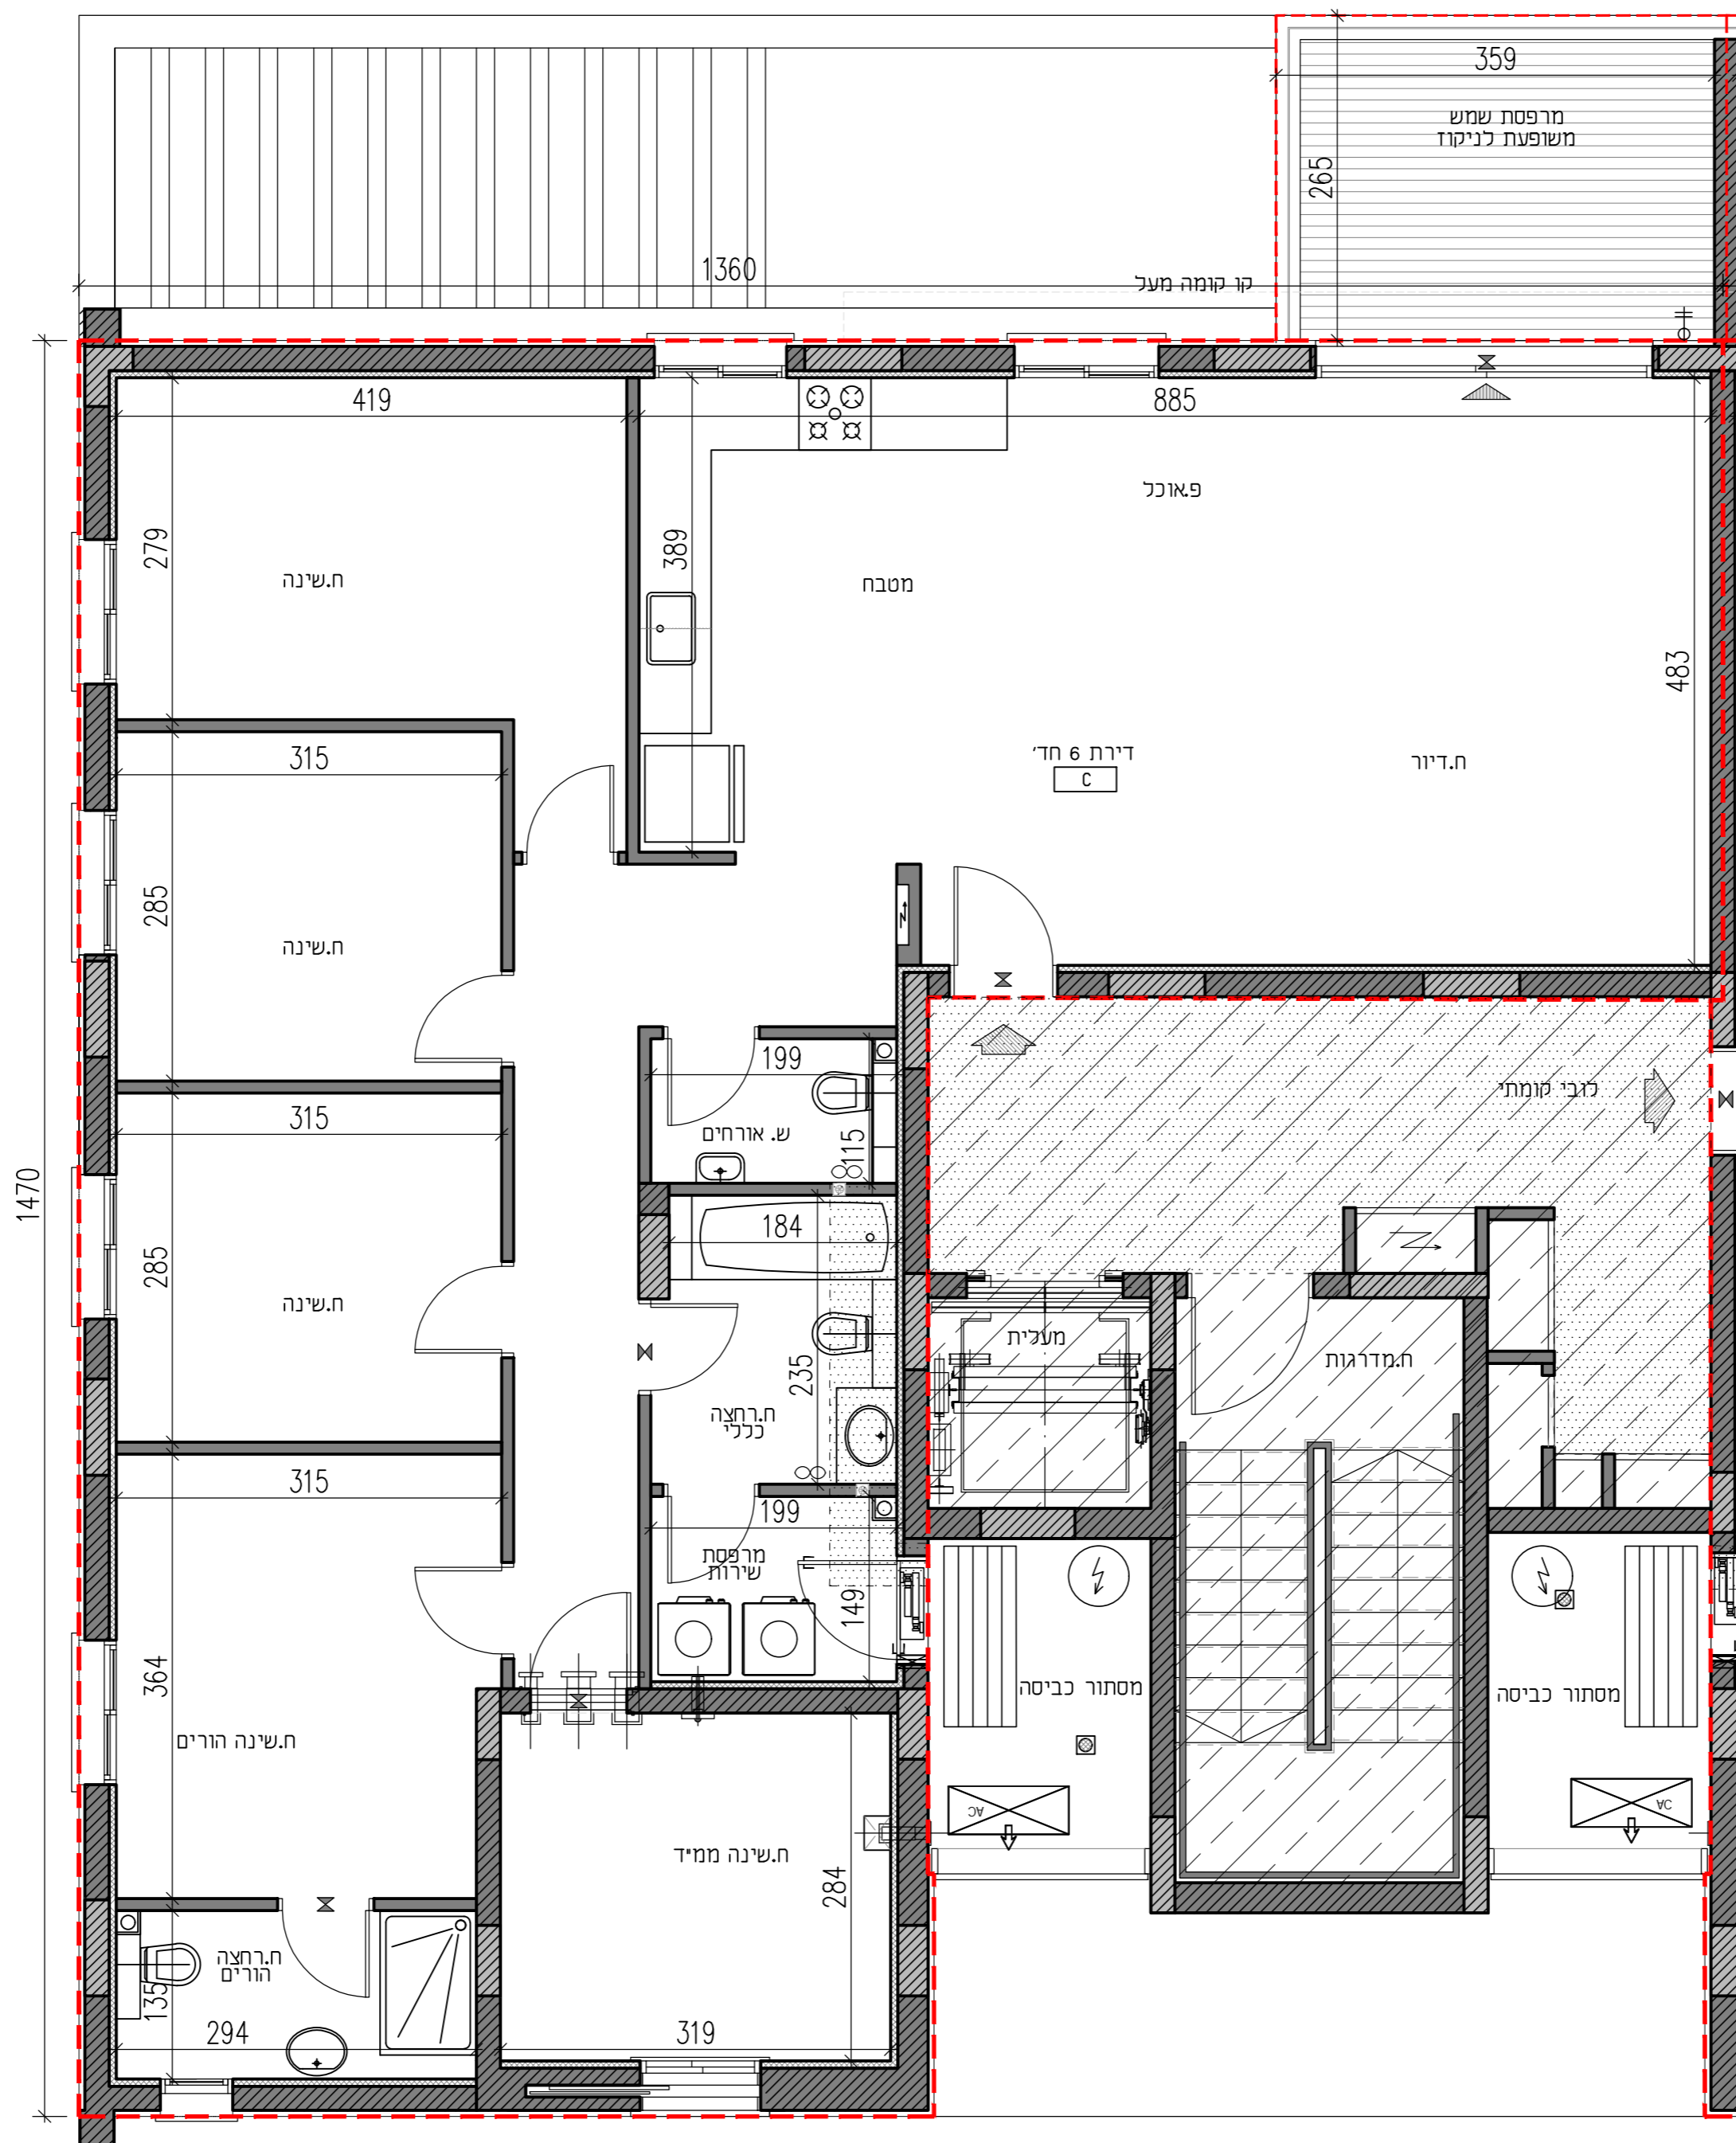 359
מרפסת שמש
משופעת לניקוז
265
1360
קו קומה מעל
419
885
פ.אוכל
279
389
ח.שינה
מטבח
483
דירת 6 חד'
C
ח.דיור
315
285
ח.שינה
199
לובי קומתי
315
ש. אורחים
115
1470
184
285
ח.שינה
מעלית
235
ח.מדרגות
ח.רחצה
כללי
315
199
מרפסת
שירות
149
364
מסתור כביסה
מסתור כביסה
ח.שינה הורים
AC
AC
ח.שינה ממ"ד
284
ח.רחצה
הורים
135
294
319